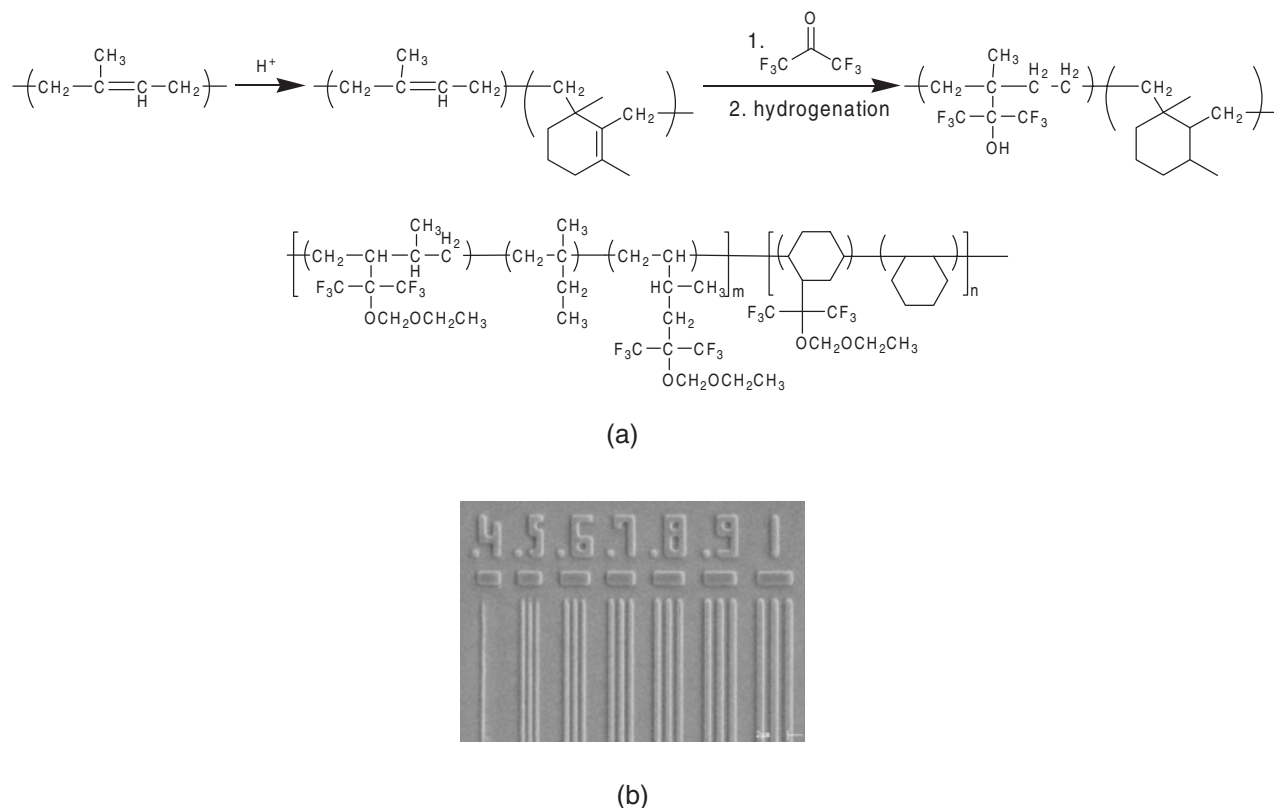 CH₃
CH₂ C C H CH₂
H⁺
CH₃
CH₂ C C H CH₂
CH₂
CH₂
1.
O
F₃C CF₃
2. hydrogenation
CH₃ H₂ H₂
CH₂ C C C
F₃C C CF₃
OH
CH₂
CH₂
CH₂ CH CH₃ C H H₂ C
F₃C C CF₃
OCH₂OCH₂CH₃
CH₃
CH₂ C
CH₂
CH₃
CH₂
HC CH₃
CH₂
F₃C C CF₃
OCH₂OCH₂CH₃
m
F₃C CF₃
OCH₂OCH₂CH₃
n
(a)
.4 .5 .6 .7 .8 .9 1
(b)